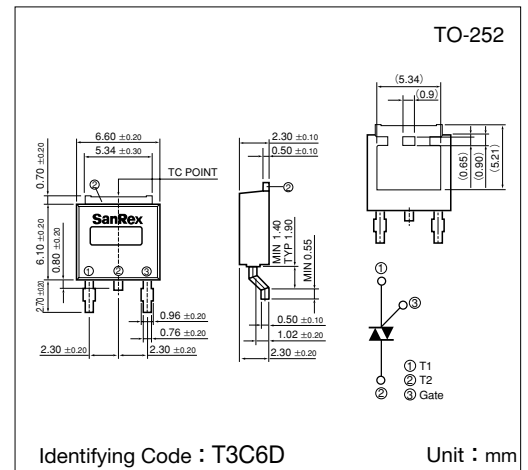 TO-252
(5.34)
(0.9)
6.60 ±0.20
5.34 ±0.30
2.30 ±0.10
0.50 ±0.10
0.70 ±0.20
TC POINT
②
②
(0.65)
(0.90)
(5.21)
SanRex
6.10 ±0.20
0.80 ±0.20
① ② ③
2.70 ±0.20
MIN 1.40
TYP 1.90
MIN 0.55
0.96 ±0.20
0.76 ±0.20
2.30 ±0.20
2.30 ±0.20
0.50 ±0.10
1.02 ±0.20
2.30 ±0.20
①
③
②
① T1
② T2
③ Gate
Identifying Code：T3C6D
Unit：mm